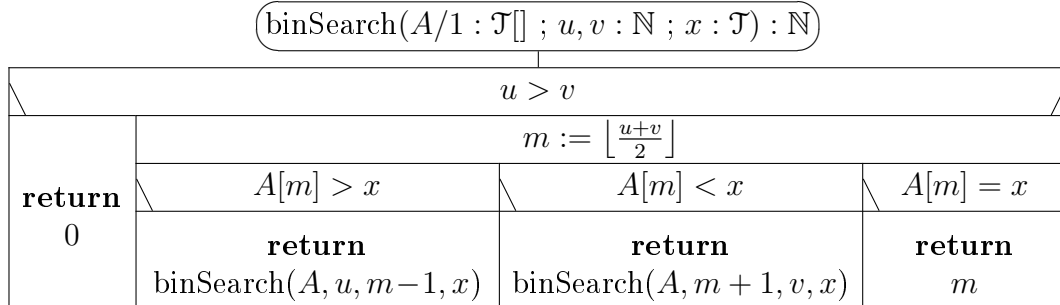 binSearch(A/1 : 𝒯[] ; u, v : ℕ ; x : 𝒯) : ℕ
u > v
m := ⌊(u+v)/2⌋
A[m] > x A[m] < x A[m] = x
return
0
return
binSearch(A, u, m−1, x)
return
binSearch(A, m + 1, v, x)
return
m